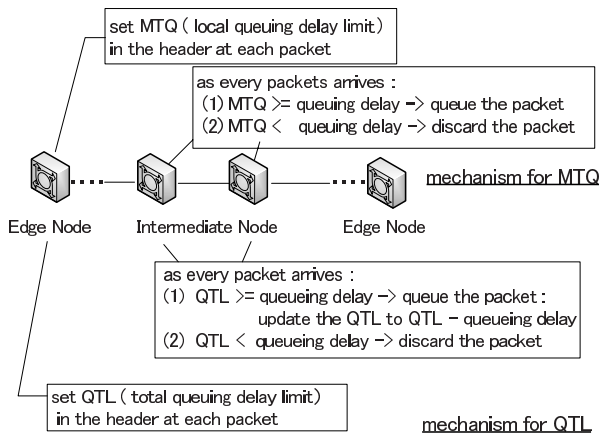 set MTQ ( local queuing delay limit)
in the header at each packet
as every packets arrives :
(1) MTQ >= queuing delay -> queue the packet
(2) MTQ < queuing delay -> discard the packet
mechanism for MTQ
Edge Node
Intermediate Node
Edge Node
as every packet arrives :
(1) QTL >= queueing delay -> queue the packet :
update the QTL to QTL - queueing delay
(2) QTL < queueing delay -> discard the packet
set QTL ( total queuing delay limit)
in the header at each packet
mechanism for QTL